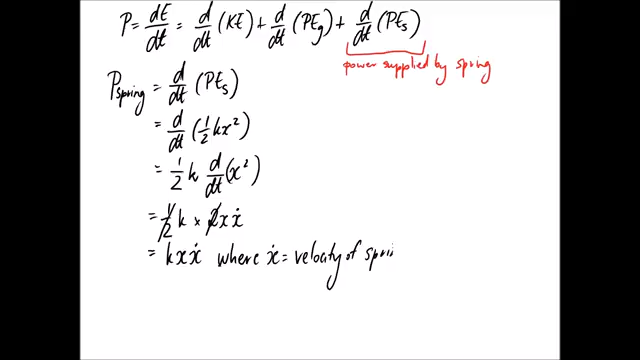 P = dE/dt = d/dt (KE) + d/dt (PEg) + d/dt (PEs)
power supplied by spring
Pspring = d/dt (PEs)
= d/dt (1/2 kx²)
= 1/2 k d/dt (x²)
= 1/2 k × 2xẋ
= kxẋ where ẋ = velocity of spri